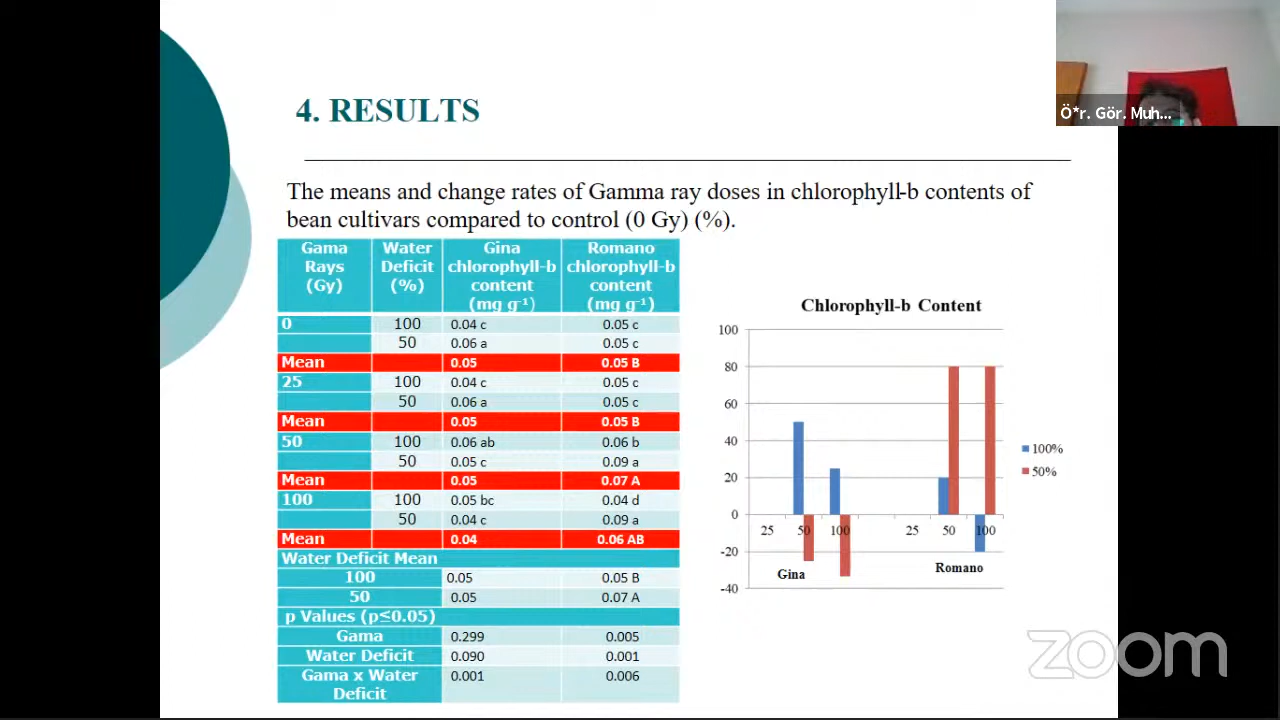 Ö*r. Gör. Muh...
4. RESULTS
The means and change rates of Gamma ray doses in chlorophyll-b contents of
bean cultivars compared to control (0 Gy) (%).
Gama Rays (Gy) Water Deficit (%) Gina chlorophyll-b content (mg g⁻¹) Romano chlorophyll-b content (mg g⁻¹)
0 100 0.04 c 0.05 c
50 0.06 a 0.05 c
Mean 0.05 0.05 B
25 100 0.04 c 0.05 c
50 0.06 a 0.05 c
Mean 0.05 0.05 B
50 100 0.06 ab 0.06 b
50 0.05 c 0.09 a
Mean 0.05 0.07 A
100 100 0.05 bc 0.04 d
50 0.04 c 0.09 a
Mean 0.04 0.06 AB
Water Deficit Mean
100 0.05 0.05 B
50 0.05 0.07 A
p Values (p≤0.05)
Gama 0.299 0.005
Water Deficit 0.090 0.001
Gama x Water Deficit 0.001 0.006
Chlorophyll-b Content
100
80
60
40
20
0
-20
-40
25 50 100 25 50 100
Gina Romano
100%
50%
zoom